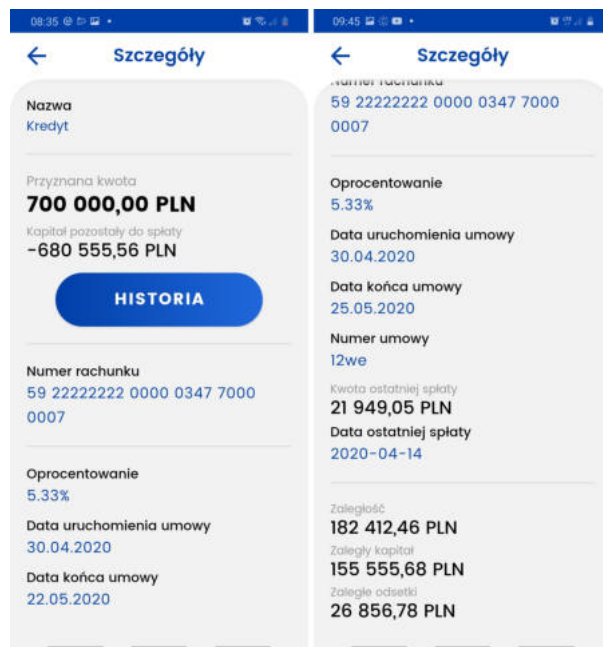 08:35
Szczegóły
Nazwa
Kredyt
Przyznana kwota
700 000,00 PLN
Kapitał pozostały do spłaty
-680 555,56 PLN
HISTORIA
Numer rachunku
59 22222222 0000 0347 7000
0007
Oprocentowanie
5.33%
Data uruchomienia umowy
30.04.2020
Data końca umowy
22.05.2020
09:45
Szczegóły
Numer rachunku
59 22222222 0000 0347 7000
0007
Oprocentowanie
5.33%
Data uruchomienia umowy
30.04.2020
Data końca umowy
25.05.2020
Numer umowy
12we
Kwota ostatniej spłaty
21 949,05 PLN
Data ostatniej spłaty
2020-04-14
Zaległość
182 412,46 PLN
Zaległy kapitał
155 555,68 PLN
Zaległe odsetki
26 856,78 PLN